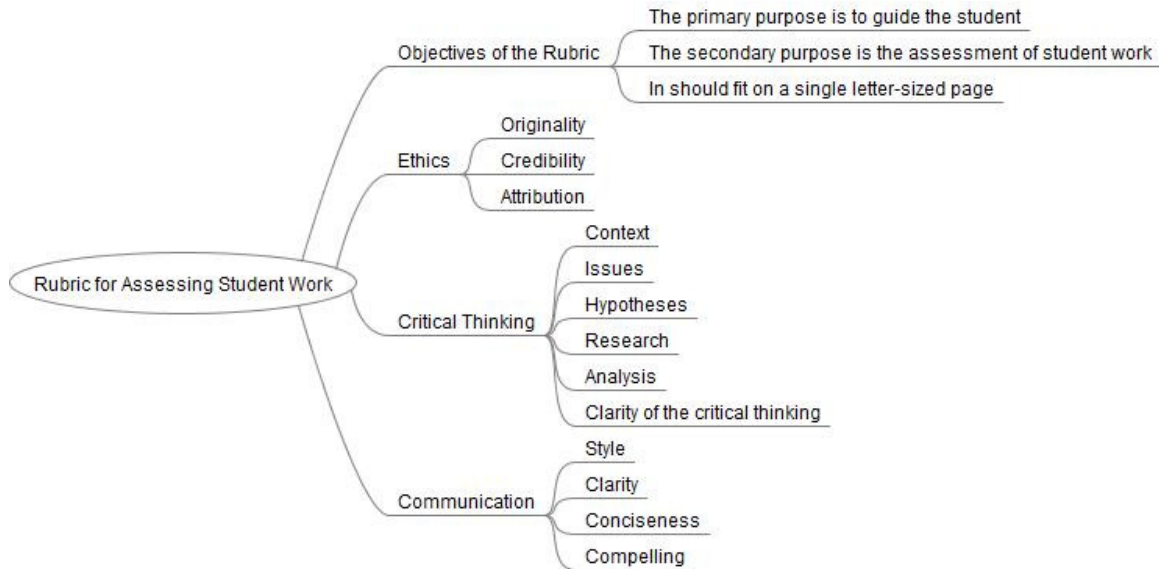 Rubric for Assessing Student Work
Objectives of the Rubric
The primary purpose is to guide the student
The secondary purpose is the assessment of student work
In should fit on a single letter-sized page
Ethics
Originality
Credibility
Attribution
Critical Thinking
Context
Issues
Hypotheses
Research
Analysis
Clarity of the critical thinking
Communication
Style
Clarity
Conciseness
Compelling